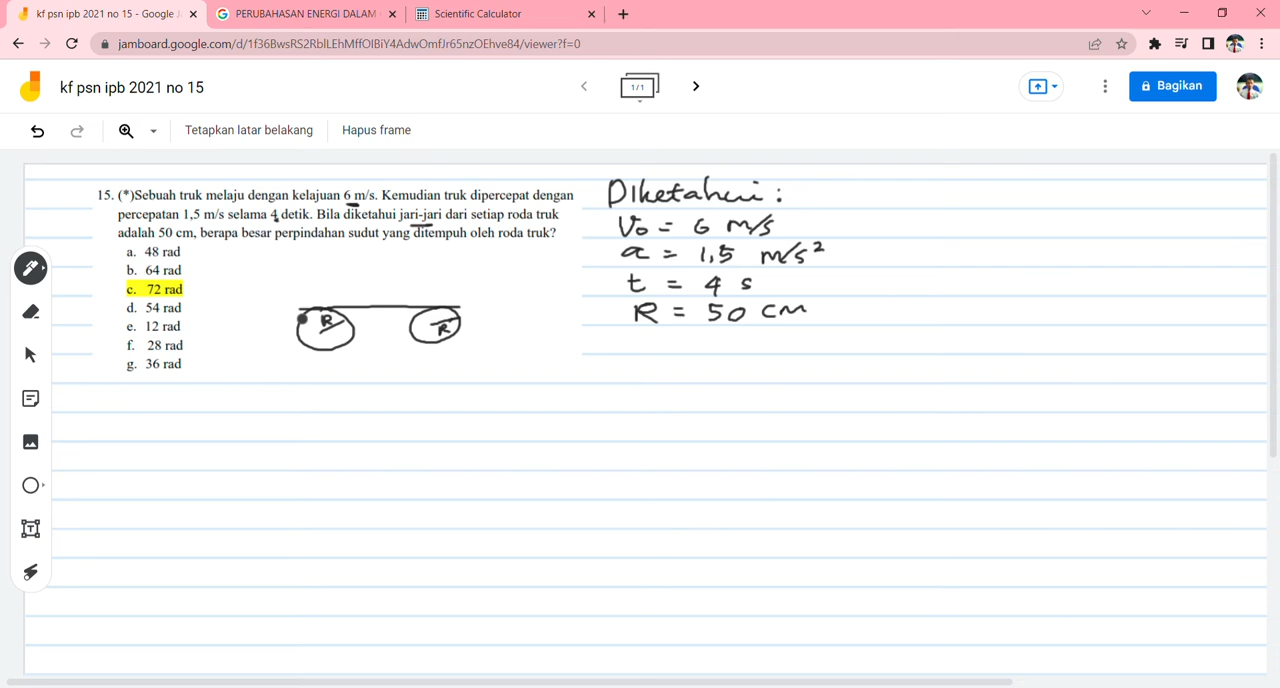 kf psn ipb 2021 no 15 - Google J
PERUBAHASAN ENERGI DALAM
Scientific Calculator
jamboard.google.com/d/1f36BwsRS2RblLEhMffOIBiY4AdwOmfJr65nzOEhve84/viewer?f=0
kf psn ipb 2021 no 15
1/1
Bagikan
Tetapkan latar belakang
Hapus frame
15. (*)Sebuah truk melaju dengan kelajuan 6 m/s. Kemudian truk dipercepat dengan
percepatan 1,5 m/s selama 4 detik. Bila diketahui jari-jari dari setiap roda truk
adalah 50 cm, berapa besar perpindahan sudut yang ditempuh oleh roda truk?
a. 48 rad
b. 64 rad
c. 72 rad
d. 54 rad
e. 12 rad
f. 28 rad
g. 36 rad
R
R
Diketahui :
Vo = 6 m/s
a = 1,5 m/s²
t = 4 s
R = 50 cm